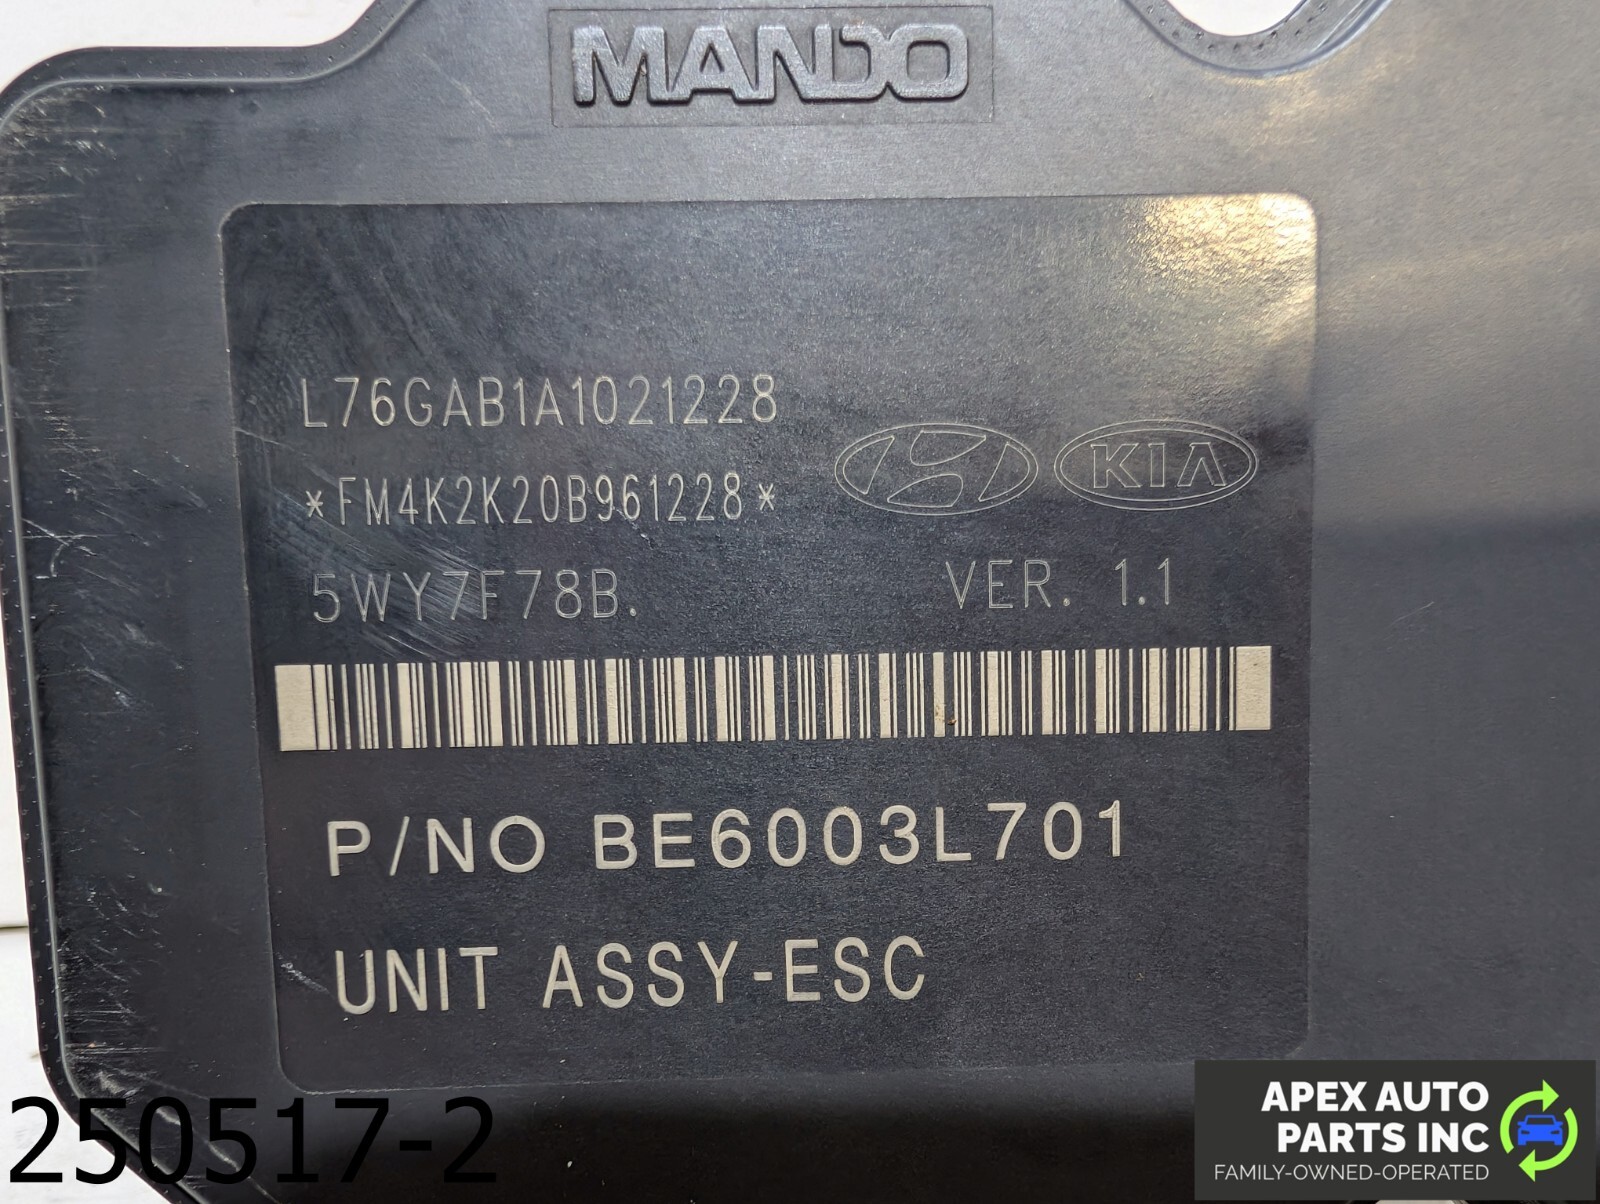 MANDO
L76GAB1A1021228
*FM4K2K20B961228*
KIA
5WY7F78B. VER. 1.1
P/NO BE6003L701
UNIT ASSY-ESC
250517-2
APEX AUTO
PARTS INC
FAMILY-OWNED-OPERATED